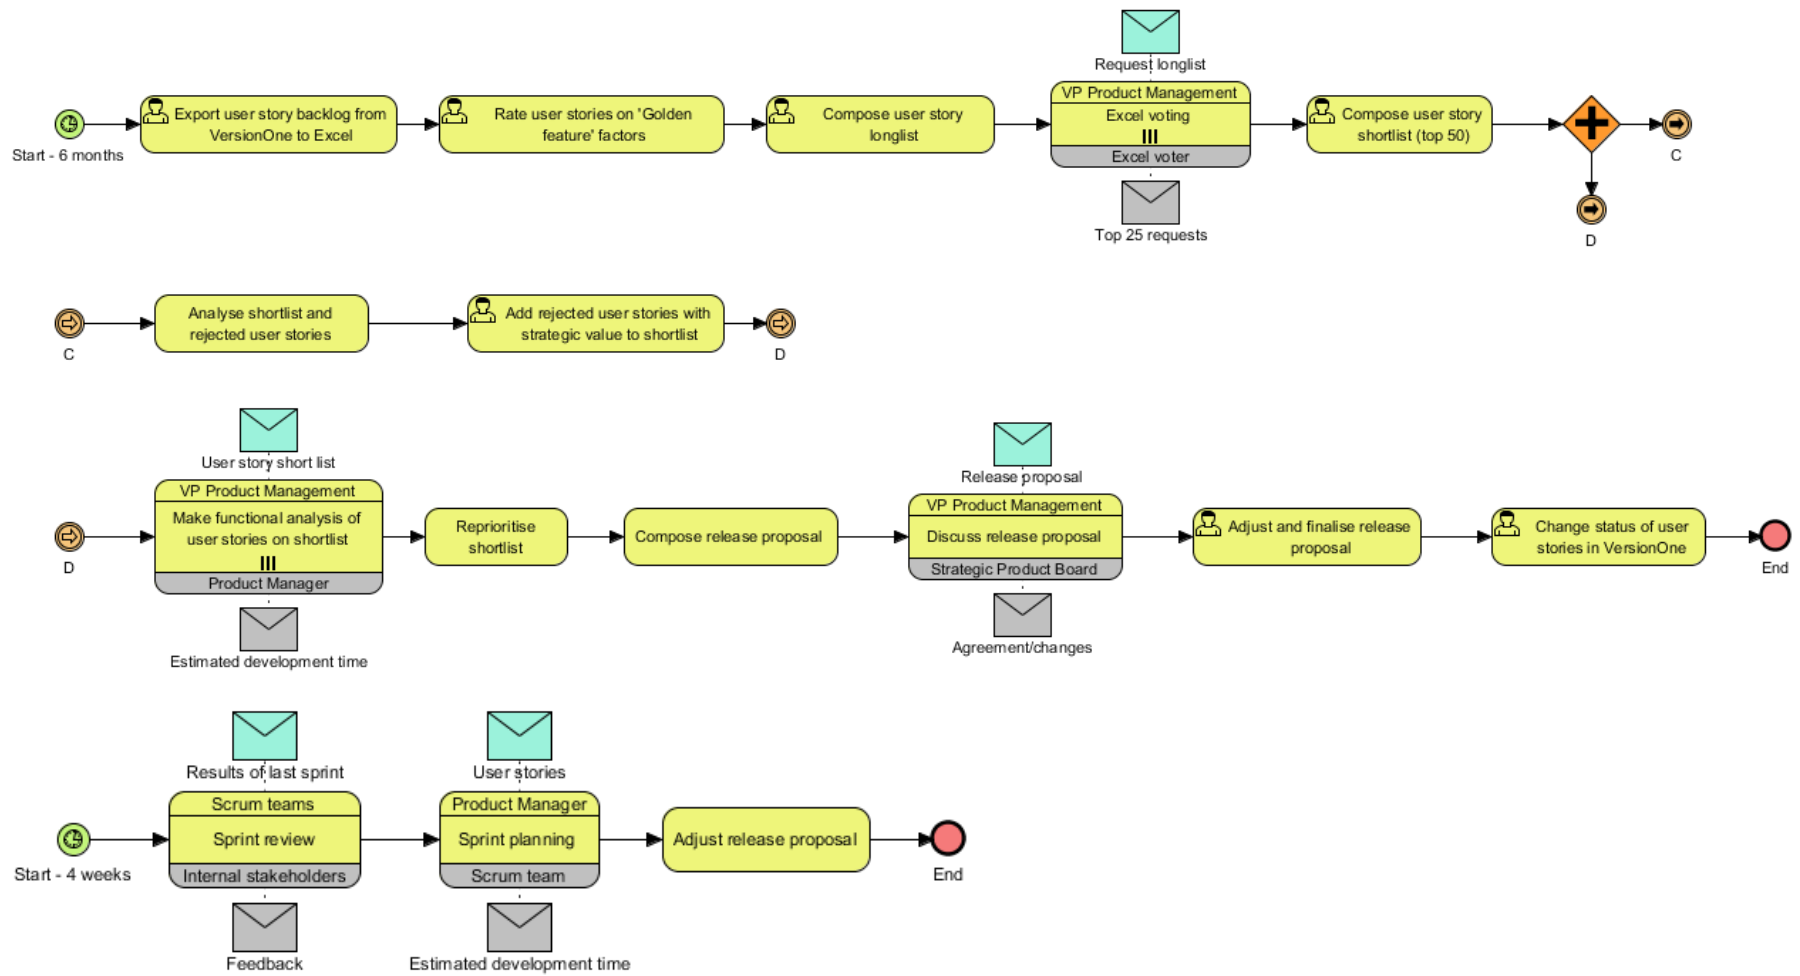 Request longlist
VP Product Management
Export user story backlog from
VersionOne to Excel
Rate user stories on 'Golden
feature' factors
Compose user story
longlist
Excel voting
Compose user story
shortlist (top 50)
Start - 6 months
Excel voter
C
Top 25 requests
D
Analyse shortlist and
rejected user stories
Add rejected user stories with
strategic value to shortlist
C
D
User story short list
Release proposal
VP Product Management
Make functional analysis of
user stories on shortlist
Product Manager
Reprioritise
shortlist
Compose release proposal
VP Product Management
Discuss release proposal
Strategic Product Board
Adjust and finalise release
proposal
Change status of user
stories in VersionOne
D
End
Estimated development time
Agreement/changes
Results of last sprint
User stories
Scrum teams
Sprint review
Internal stakeholders
Product Manager
Sprint planning
Scrum team
Adjust release proposal
Start - 4 weeks
End
Feedback
Estimated development time